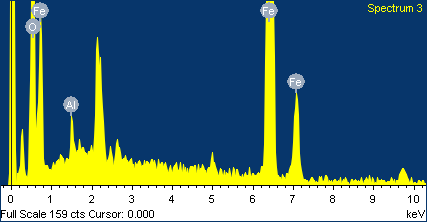 Spectrum 3
Fe Fe
O
Al
Fe
0 1 2 3 4 5 6 7 8 9 10
Full Scale 159 cts Cursor: 0.000 keV